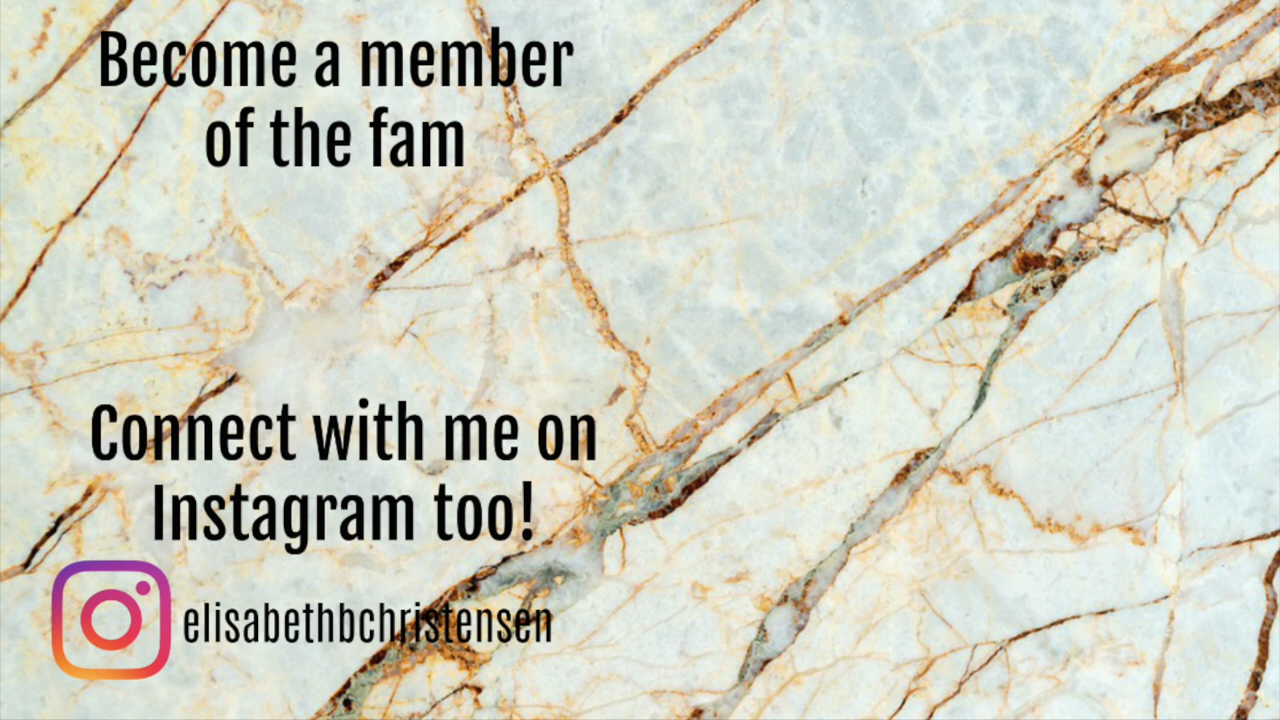 Become a member
of the fam
Connect with me on
Instagram too!
elisabethbchristensen